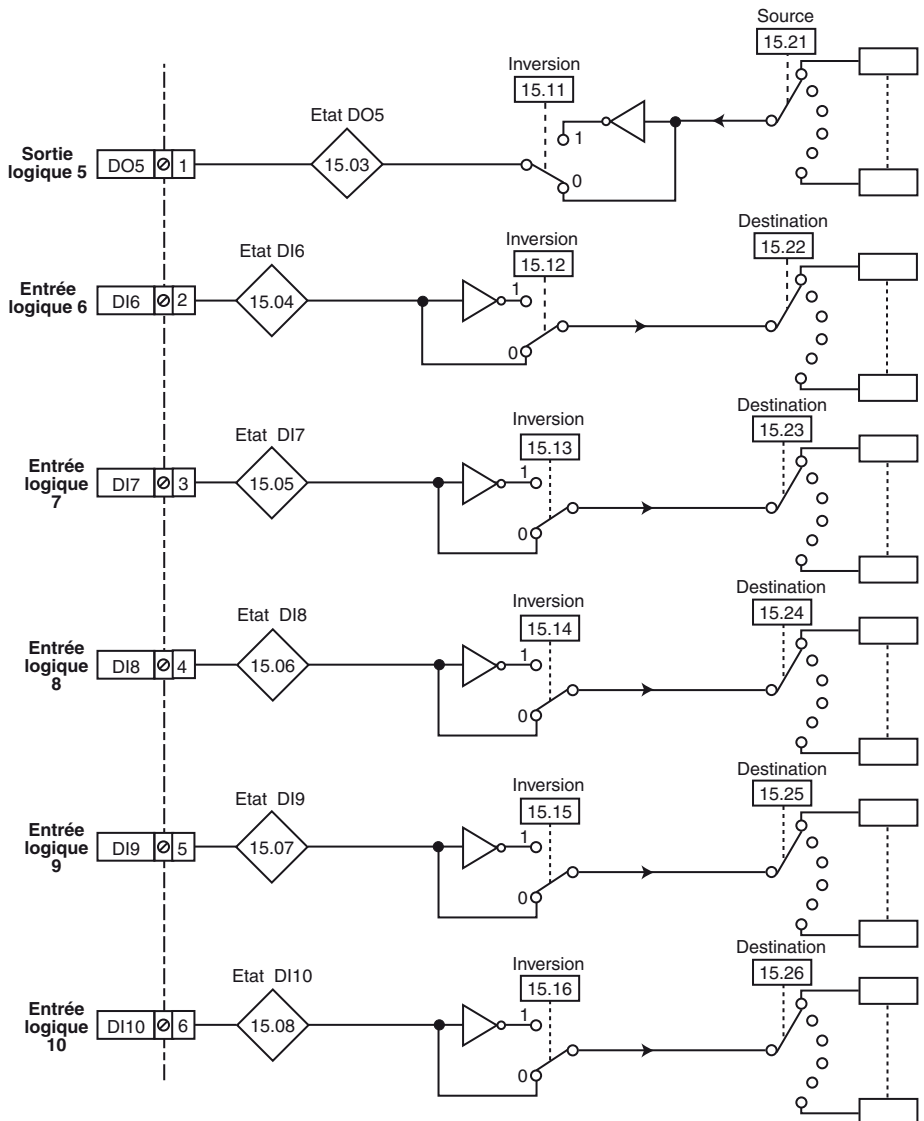 Source
15.21
Inversion
15.11
Etat DO5
1
Sortie
logique 5
DO5
1
15.03
0
Destination
15.22
Inversion
15.12
Etat DI6
1
Entrée
logique 6
DI6
2
15.04
0
Destination
15.23
Inversion
15.13
Etat DI7
1
Entrée
logique
7
DI7
3
15.05
0
Destination
15.24
Inversion
15.14
Etat DI8
1
Entrée
logique
8
DI8
4
15.06
0
Destination
15.25
Inversion
15.15
Etat DI9
1
Entrée
logique
9
DI9
5
15.07
0
Destination
15.26
Inversion
15.16
Etat DI10
1
Entrée
logique
10
DI10
6
15.08
0